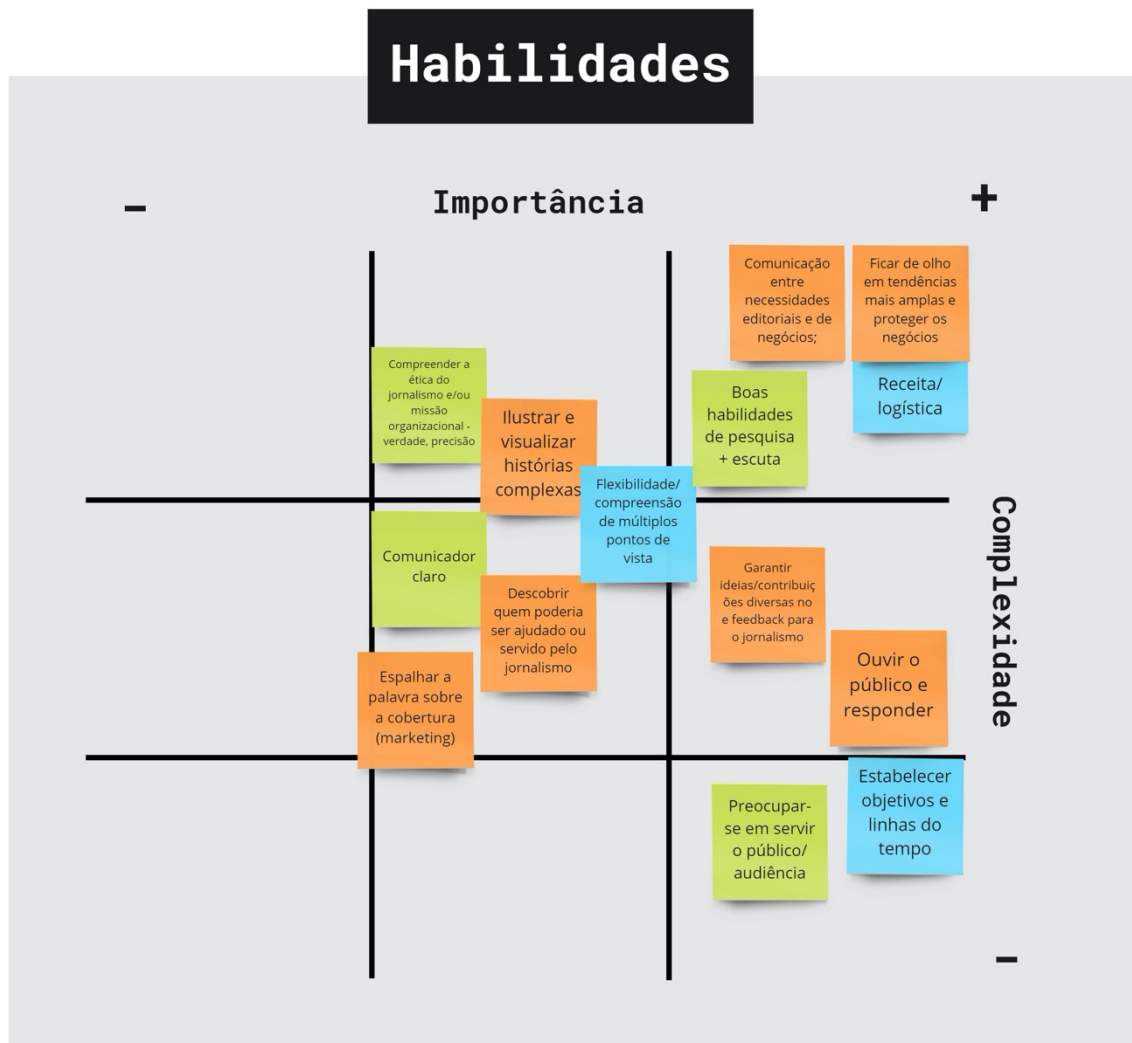 Habilidades
-
Importância
+
Comunicação
entre
necessidades
editoriais e de
negócios;
Ficar de olho
em tendências
mais amplas e
proteger os
negócios
Compreender a
ética do
jornalismo e/ou
missão
organizacional -
verdade, precisão
Ilustrar e
visualizar
histórias
complexas
Boas
habilidades
de pesquisa
+ escuta
Receita/
logística
Flexibilidade/
compreensão
de múltiplos
pontos de
vista
Complexidade
Comunicador
claro
Descobrir
quem poderia
ser ajudado ou
servido pelo
jornalismo
Garantir
ideias/contribuiç
ões diversas no
e feedback para
o jornalismo
Espalhar a
palavra sobre
a cobertura
(marketing)
Ouvir o
público e
responder
Preocupar-
se em servir
o público/
audiência
Estabelecer
objetivos e
linhas do
tempo
-